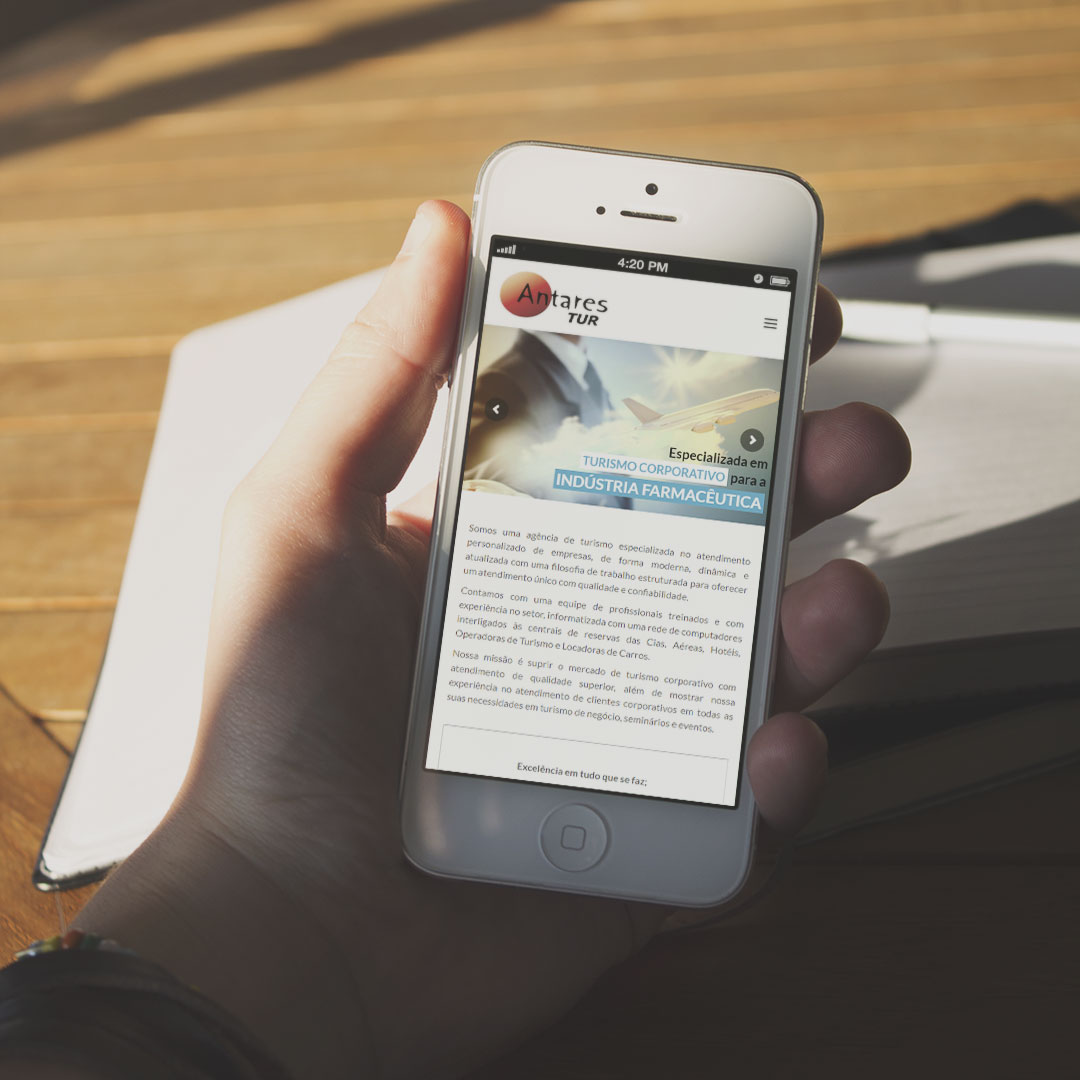 4:20 PM
Antares
TUR
Especializada em
TURISMO CORPORATIVO para a
INDÚSTRIA FARMACÊUTICA
Somos uma agência de turismo especializada no atendimento
personalizado de empresas, de forma moderna, dinâmica e
atualizada com uma filosofia de trabalho estruturada para oferecer
um atendimento único com qualidade e confiabilidade.
Contamos com uma equipe de profissionais treinados e com
experiência no setor, informatizada com uma rede de computadores
interligados às centrais de reservas das Cias. Aéreas, Hotéis,
Operadoras de Turismo e Locadoras de Carros.
Nossa missão é suprir o mercado de turismo corporativo com
atendimento de qualidade superior, além de mostrar nossa
experiência no atendimento de clientes corporativos em todas as
suas necessidades em turismo de negócio, seminários e eventos.
Excelência em tudo que se faz;